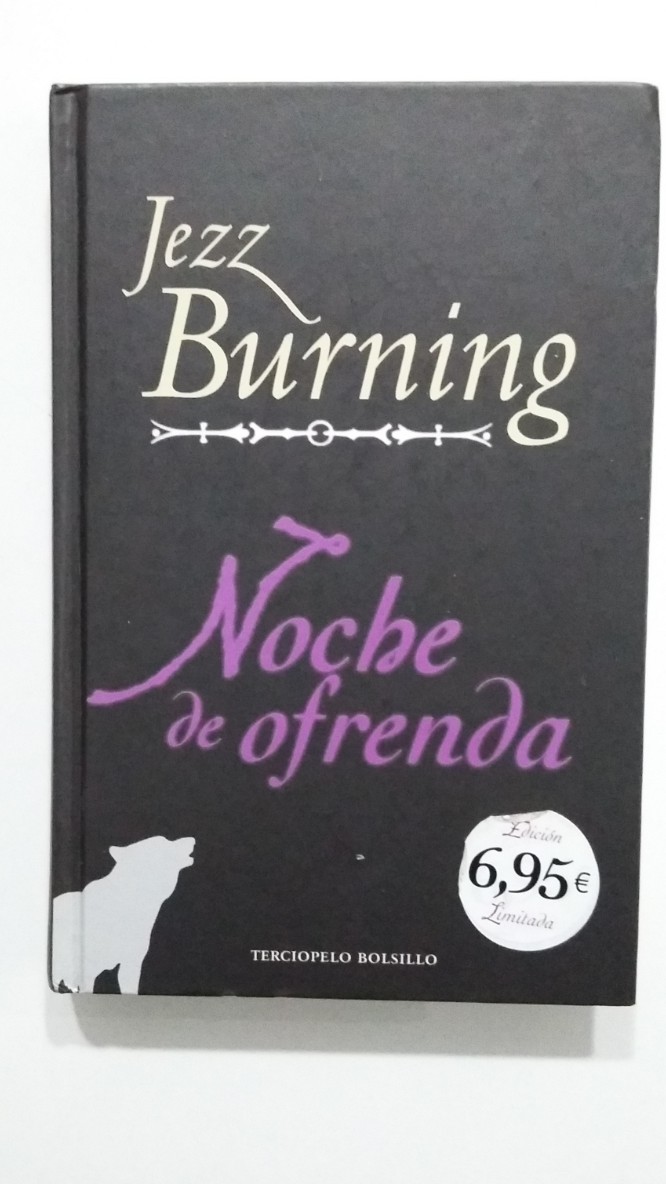 Jezz
Burning
Noche
de ofrenda
Edición
6,95€
Limitada
TERCIOPELO BOLSILLO